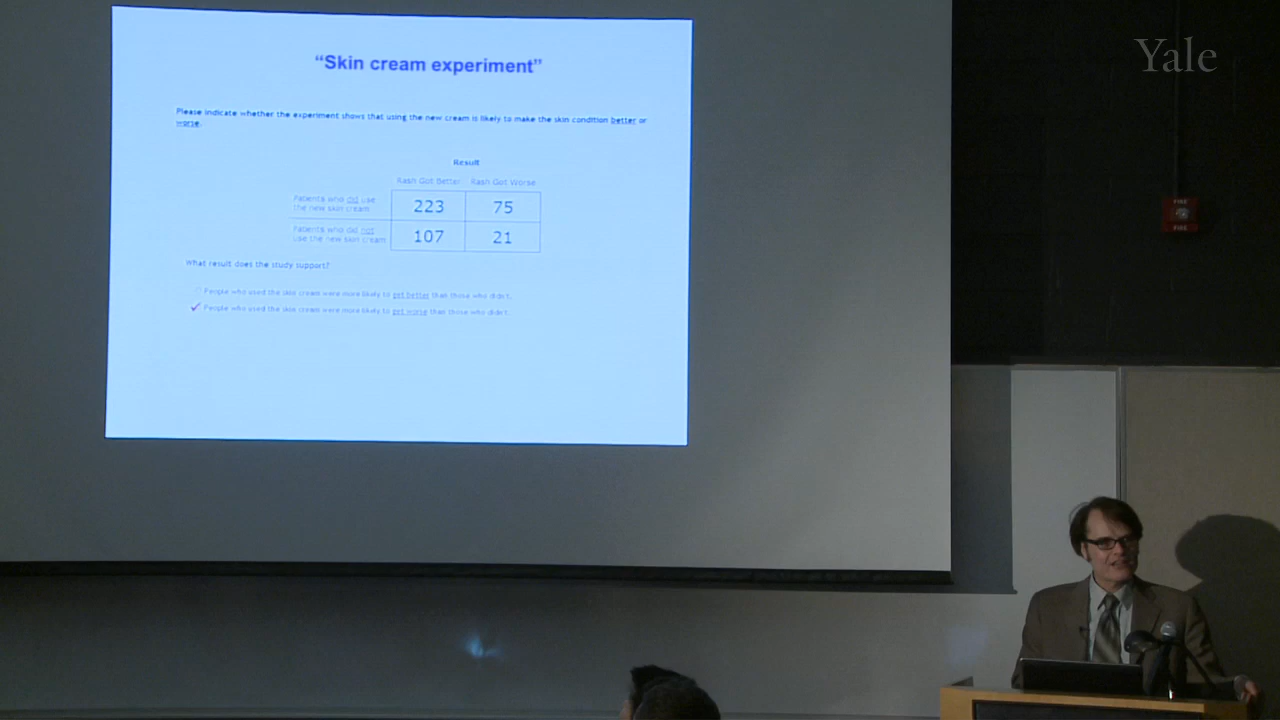 Yale
"Skin cream experiment"
Please indicate whether the experiment shows that using the new cream is likely to make the skin condition better or
worse.
Result
Rash Got Better Rash Got Worse
Patients who did use
the new skin cream
223 75
Patients who did not
use the new skin cream
107 21
What result does the study support?
People who used the skin cream were more likely to get better than those who didn't.
People who used the skin cream were more likely to get worse than those who didn't.
FIRE
FIRE